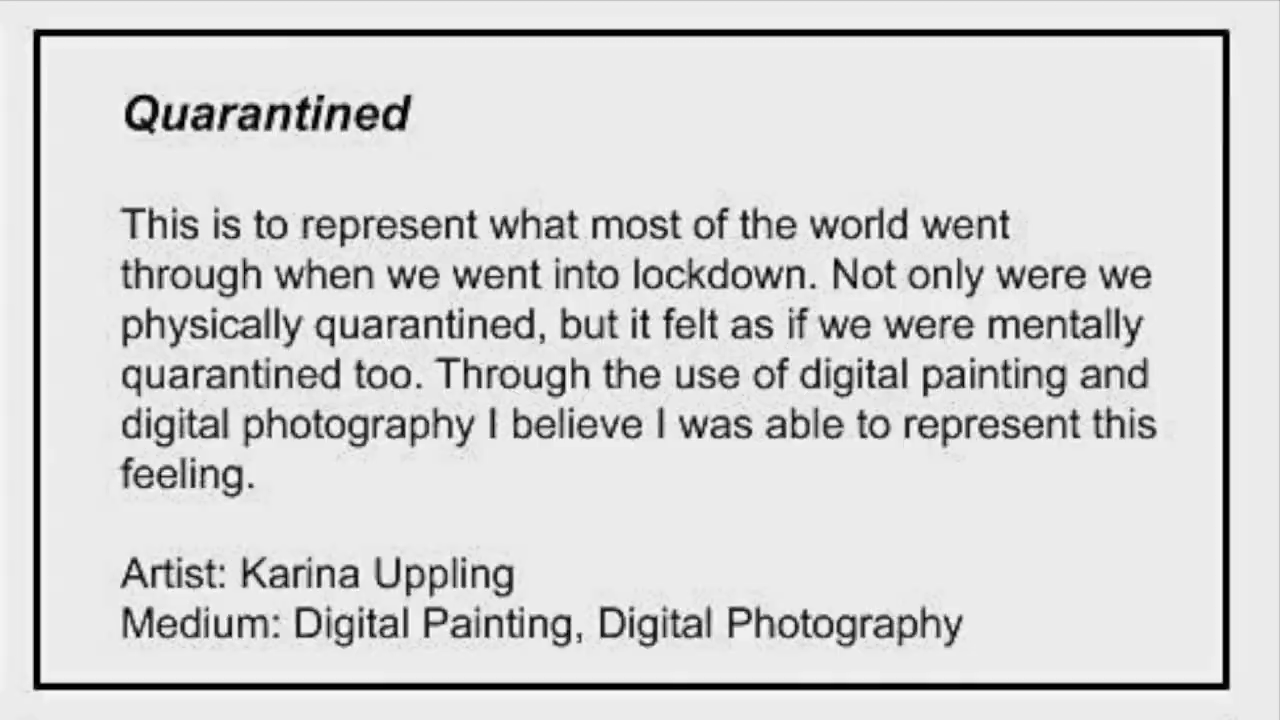 Quarantined
This is to represent what most of the world went
through when we went into lockdown. Not only were we
physically quarantined, but it felt as if we were mentally
quarantined too. Through the use of digital painting and
digital photography I believe I was able to represent this
feeling.
Artist: Karina Uppling
Medium: Digital Painting, Digital Photography